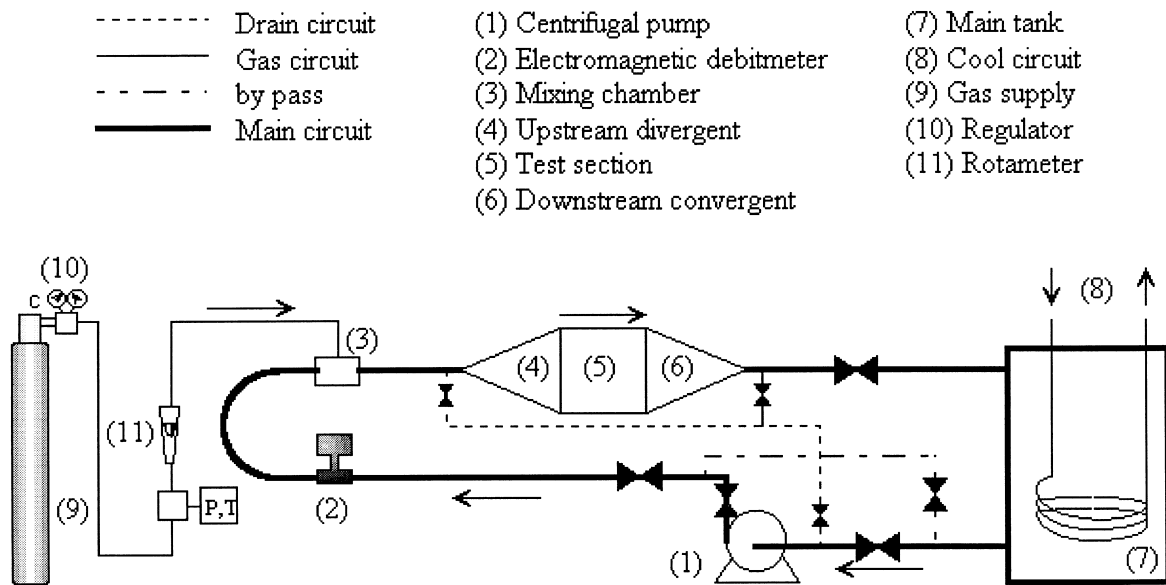 Drain circuit
Gas circuit
by pass
Main circuit
(1) Centrifugal pump
(2) Electromagnetic debitmeter
(3) Mixing chamber
(4) Upstream divergent
(5) Test section
(6) Downstream convergent
(7) Main tank
(8) Cool circuit
(9) Gas supply
(10) Regulator
(11) Rotameter
(10)
c
(8)
(3)
(4)
(5)
(6)
(11)
(9)
P,T
(2)
(1)
(7)